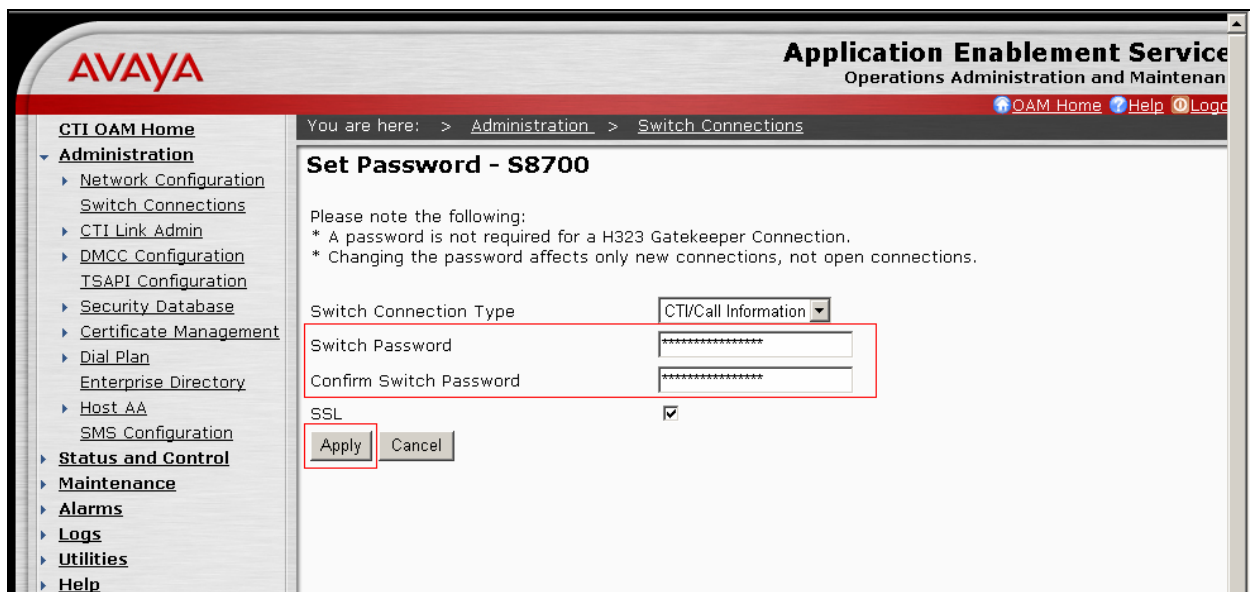 AVAYA
Application Enablement Service
Operations Administration and Maintenan
OAM Home Help Logo
CTI OAM Home
Administration
Network Configuration
Switch Connections
CTI Link Admin
DMCC Configuration
TSAPI Configuration
Security Database
Certificate Management
Dial Plan
Enterprise Directory
Host AA
SMS Configuration
Status and Control
Maintenance
Alarms
Logs
Utilities
Help
You are here: > Administration > Switch Connections
Set Password - S8700
Please note the following:
* A password is not required for a H323 Gatekeeper Connection.
* Changing the password affects only new connections, not open connections.
Switch Connection Type CTI/Call Information
Switch Password ****************
Confirm Switch Password ****************
SSL
Apply Cancel